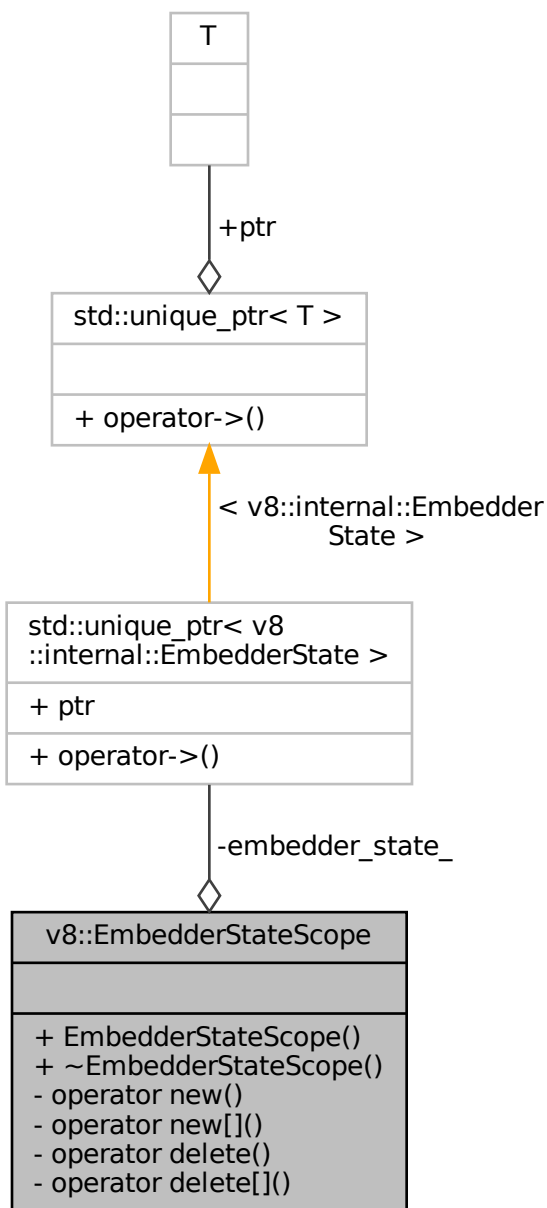 T
+ptr
std::unique_ptr< T >
+ operator->()
< v8::internal::Embedder
State >
std::unique_ptr< v8
::internal::EmbedderState >
+ ptr
+ operator->()
-embedder_state_
v8::EmbedderStateScope
+ EmbedderStateScope()
+ ~EmbedderStateScope()
- operator new()
- operator new[]()
- operator delete()
- operator delete[]()